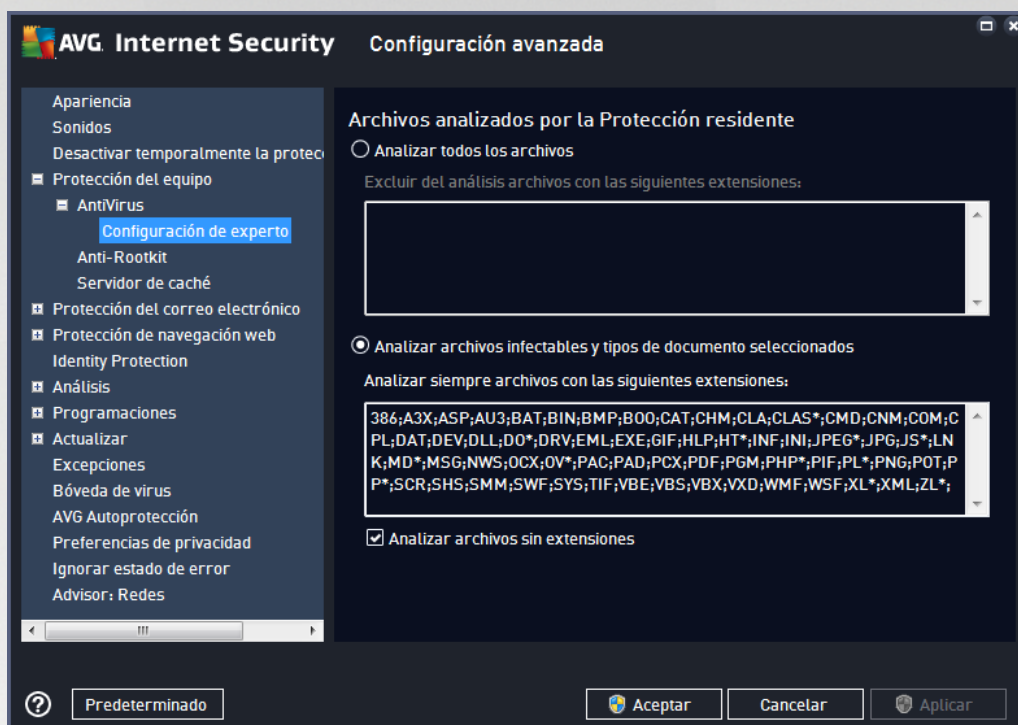 AVG. Internet Security
Configuración avanzada
Apariencia
Sonidos
Desactivar temporalmente la protec
Protección del equipo
AntiVirus
Configuración de experto
Anti-Rootkit
Servidor de caché
Protección del correo electrónico
Protección de navegación web
Identity Protection
Análisis
Programaciones
Actualizar
Excepciones
Bóveda de virus
AVG Autoprotección
Preferencias de privacidad
Ignorar estado de error
Advisor: Redes
Archivos analizados por la Protección residente
Analizar todos los archivos
Excluir del análisis archivos con las siguientes extensiones:
Analizar archivos infectables y tipos de documento seleccionados
Analizar siempre archivos con las siguientes extensiones:
386;A3X;ASP;AU3;BAT;BIN;BMP;BOO;CAT;CHM;CLA;CLAS*;CMD;CNM;COM;C
PL;DAT;DEV;DLL;DO*;DRV;EML;EXE;GIF;HLP;HT*;INF;INI;JPEG*;JPG;JS*;LN
K;MD*;MSG;NWS;OCX;OV*;PAC;PAD;PCX;PDF;PGM;PHP*;PIF;PL*;PNG;POT;P
P*;SCR;SHS;SMM;SWF;SYS;TIF;VBE;VBS;VBX;VXD;WMF;WSF;XL*;XML;ZL*;
Analizar archivos sin extensiones
Predeterminado
Aceptar
Cancelar
Aplicar